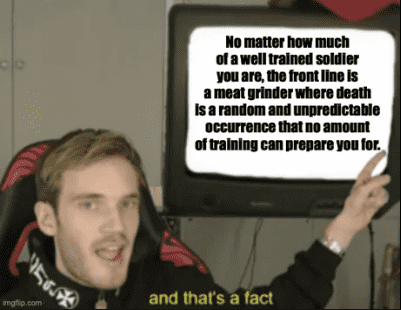 No matter how much
of a well trained soldier
you are, the front line is
a meat grinder where death
is a random and unpredictable
occurrence that no amount
of training can prepare you for.
and that's a fact
imgflip.com